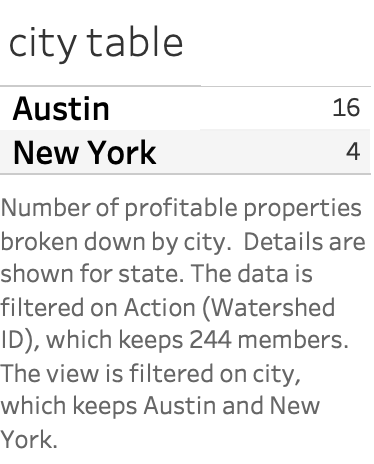 city table
Austin 16
New York 4
Number of profitable properties
broken down by city.  Details are
shown for state. The data is
filtered on Action (Watershed
ID), which keeps 244 members.
The view is filtered on city,
which keeps Austin and New
York.